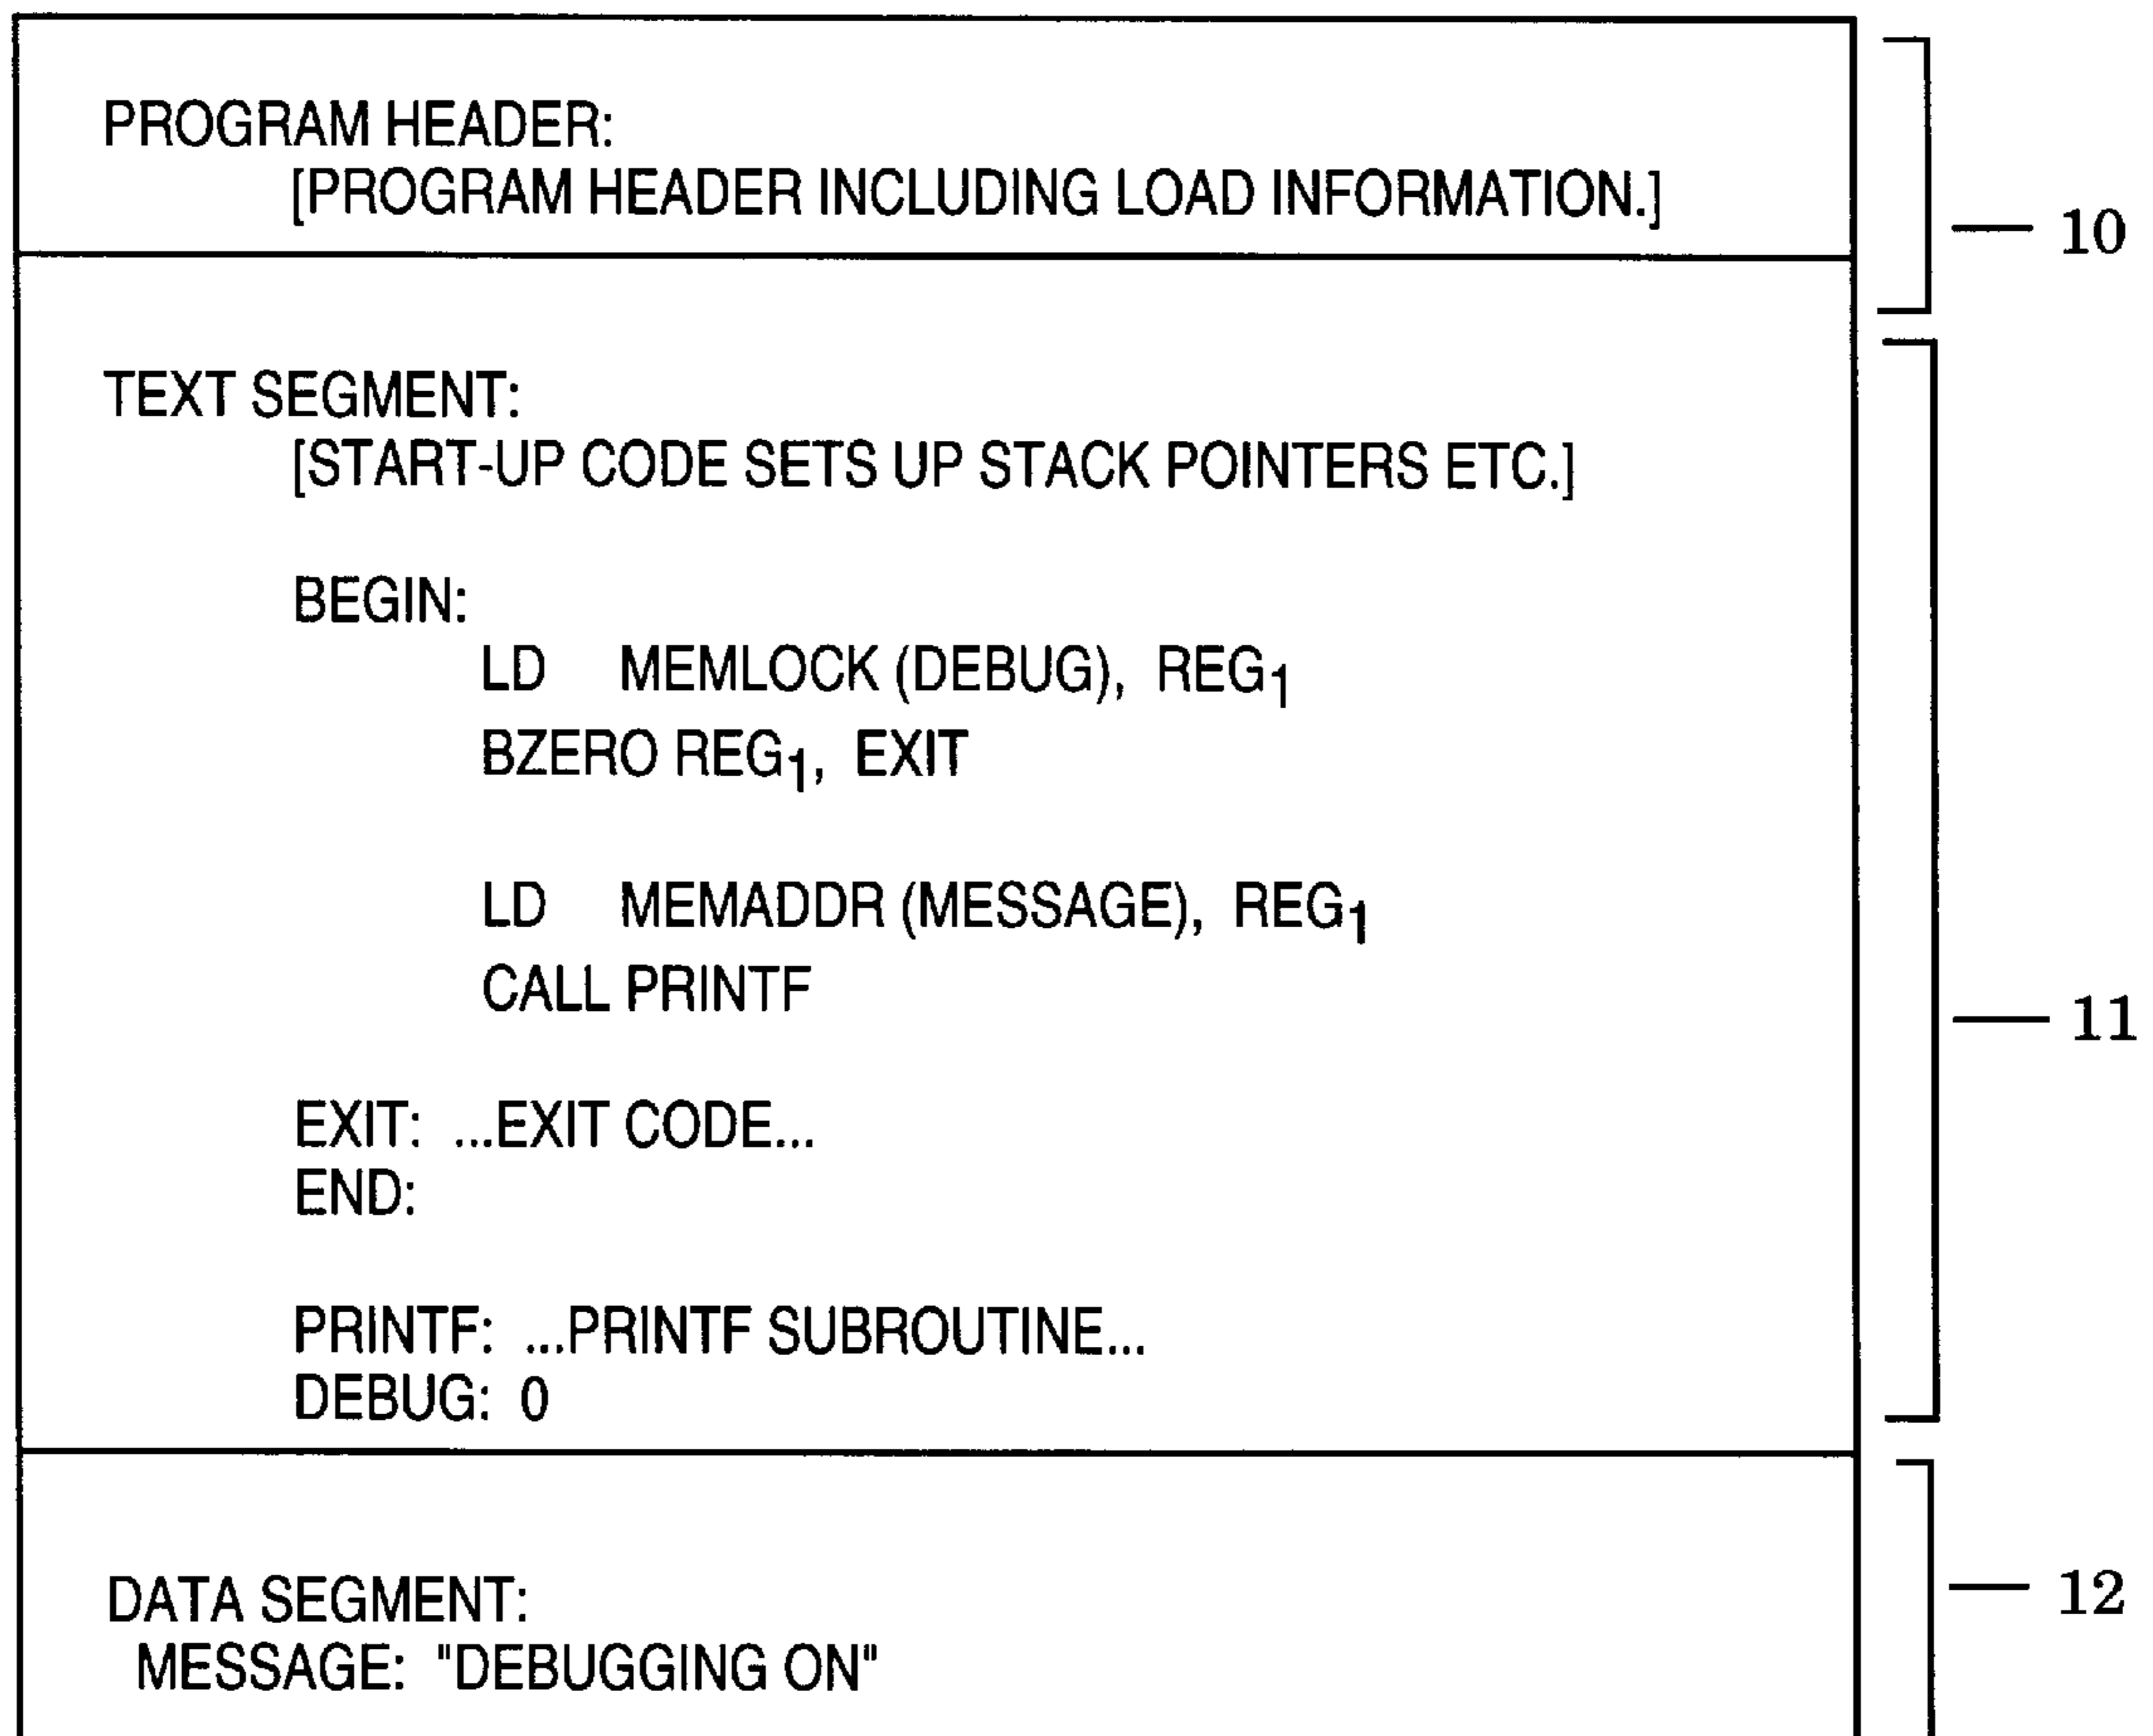 PROGRAM HEADER:
[PROGRAM HEADER INCLUDING LOAD INFORMATION.]
10
TEXT SEGMENT:
[START-UP CODE SETS UP STACK POINTERS ETC.]
BEGIN:
LD MEMLOCK (DEBUG), REG1
BZERO REG1, EXIT
LD MEMADDR (MESSAGE), REG1
CALL PRINTF
11
EXIT: ...EXIT CODE...
END:
PRINTF: ...PRINTF SUBROUTINE...
DEBUG: 0
DATA SEGMENT:
12
MESSAGE: "DEBUGGING ON"